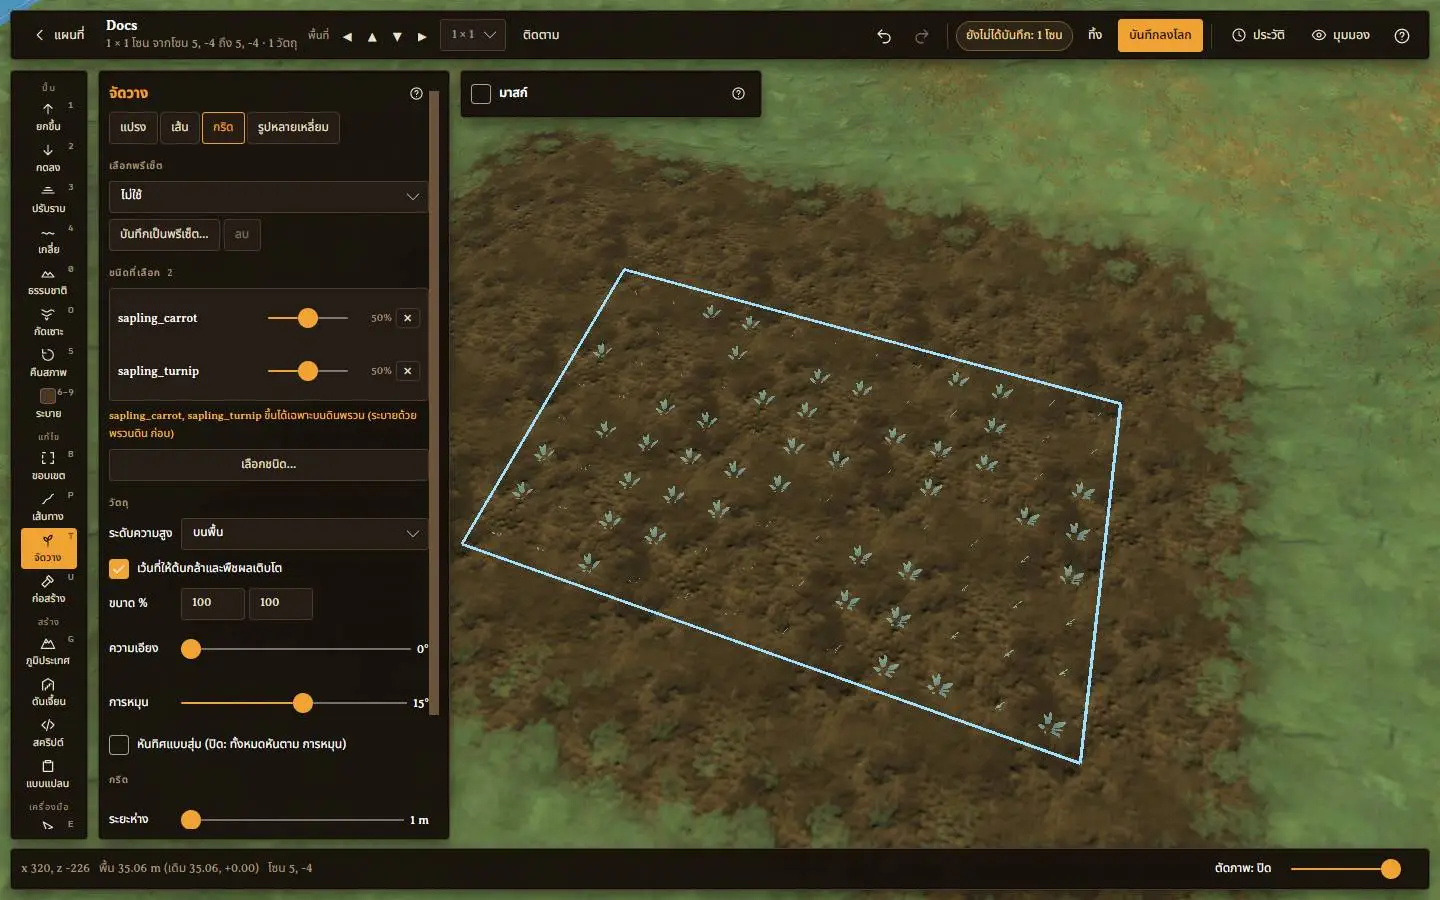 แผนที่
Docs
1 × 1 โซน จากโซน 5, -4 ถึง 5, -4 · 1 วัตถุ
พื้นที่
1 × 1
ติดตาม
ยังไม่ได้บันทึก: 1 โซน
ทิ้ง
บันทึกลงโลก
ประวัติ
มุมมอง
ปั้น
ยกขึ้น 1
กดลง 2
ปรับราบ 3
เกลี่ย 4
ธรรมชาติ 0
กัดเซาะ O
คืนสภาพ 5
ระบาย 6–9
แก้ไข
ขอบเขต B
เส้นทาง P
จัดวาง T
ก่อสร้าง U
สร้าง
ภูมิประเทศ G
ดันเจี้ยน
สคริปต์
แบบแปลน
เครื่องมือ
E
จัดวาง
แปรง
เส้น
กริด
รูปหลายเหลี่ยม
เลือกพรีเซ็ต
ไม่ใช้
บันทึกเป็นพรีเซ็ต...
ลบ
ชนิดที่เลือก 2
sapling_carrot 50%
sapling_turnip 50%
sapling_carrot, sapling_turnip ขึ้นได้เฉพาะบนดินพรวน (ระบายด้วย
พรวนดิน ก่อน)
เลือกชนิด...
วัตถุ
ระดับความสูง บนพื้น
เว้นที่ให้ต้นกล้าและพืชผลเติบโต
ขนาด % 100 100
ความเอียง 0°
การหมุน 15°
หันทิศแบบสุ่ม (ปิด: ทั้งหมดหันตาม การหมุน)
กริด
ระยะห่าง 1 m
มาสก์
x 320, z -226 พื้น 35.06 m (เดิม 35.06, +0.00) โซน 5, -4
ตัดภาพ: ปิด